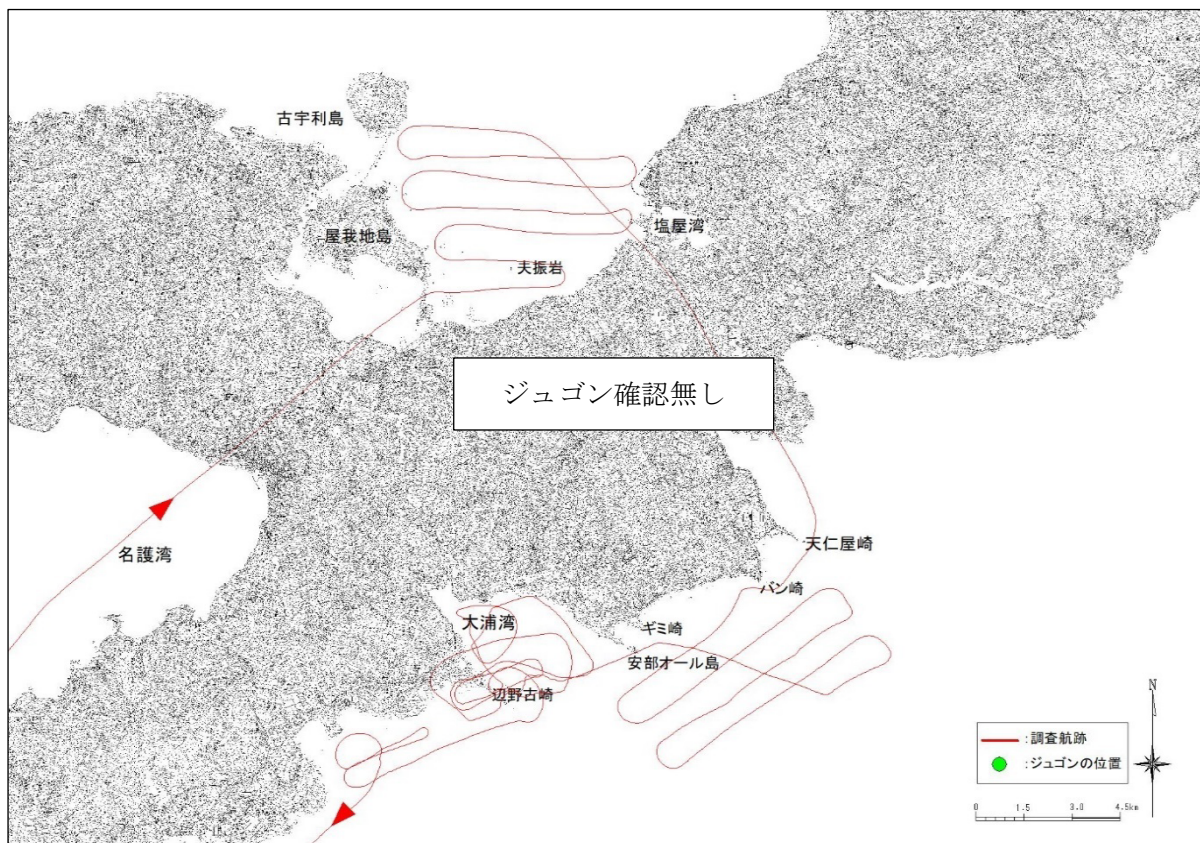 古宇利島
屋我地島
塩屋湾
夫振岩
ジュゴン確認無し
名護湾
天仁屋崎
バン崎
大浦湾
ギミ崎
安部オール島
辺野古崎
N
:調査航跡
:ジュゴンの位置
0 1.5 3.0 4.5km